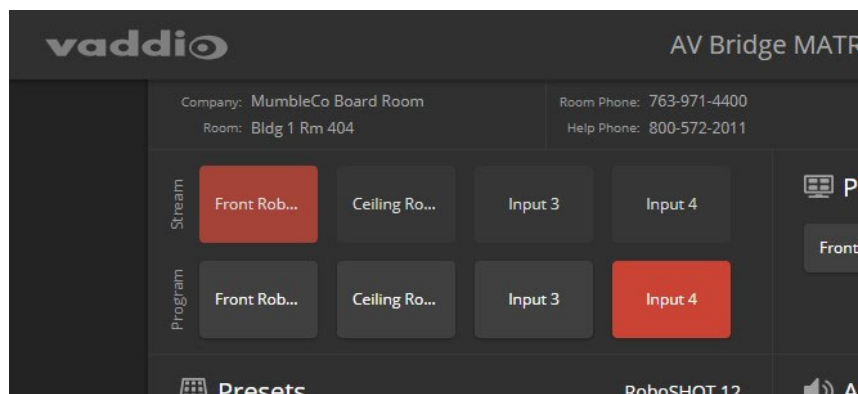 vaddio
AV Bridge MATR
Company: MumbleCo Board Room
Room: Bldg 1 Rm 404
Room Phone: 763-971-4400
Help Phone: 800-572-2011
Stream
Front Rob...
Ceiling Ro...
Input 3
Input 4
P
Front
Program
Front Rob...
Ceiling Ro...
Input 3
Input 4
Presets
RoboSHOT 12
A